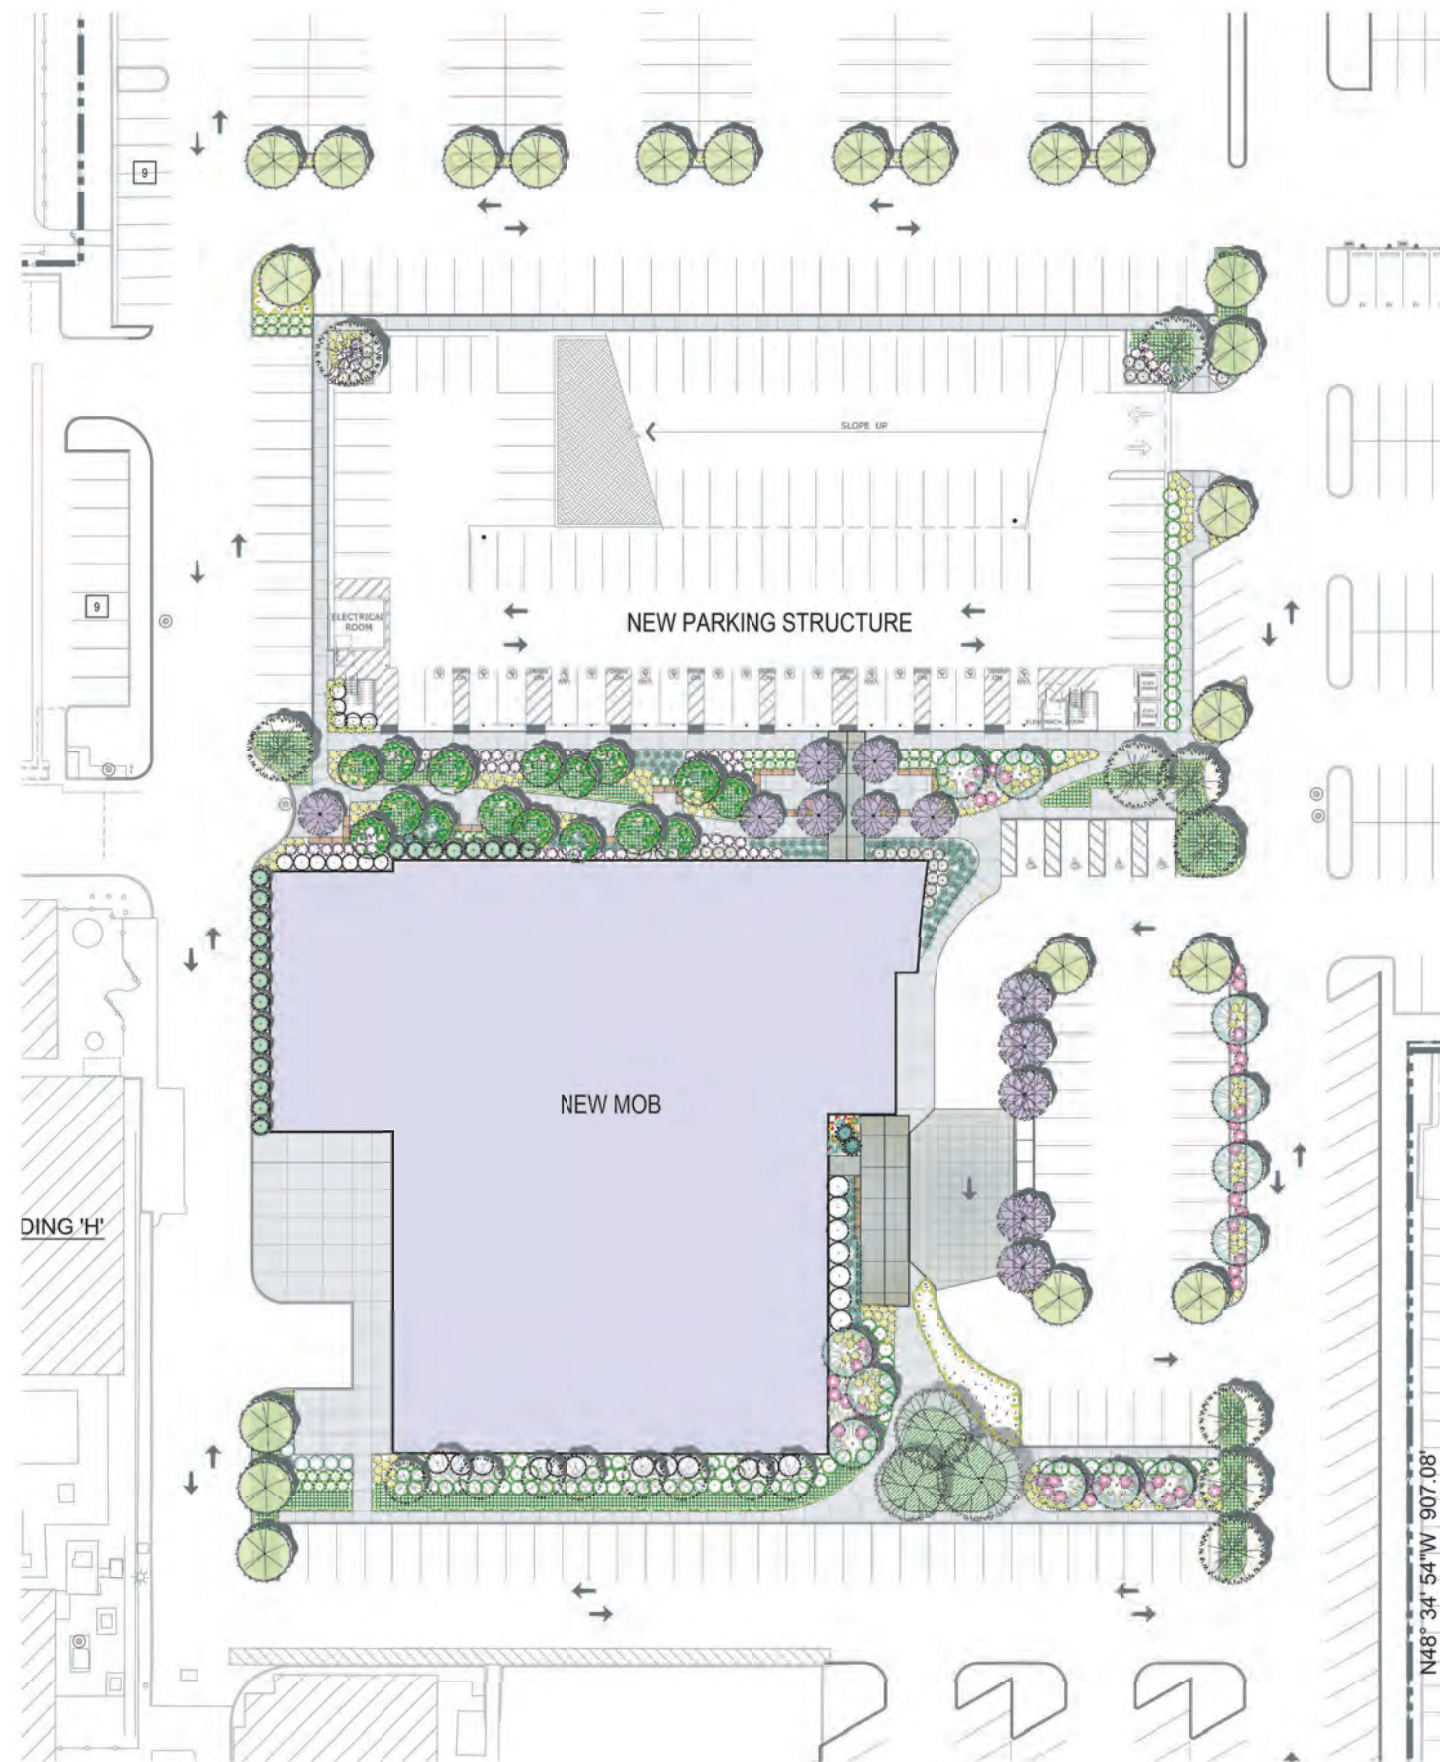 9
SLOPE UP
9
NEW PARKING STRUCTURE
ELECTRICAL
ROOM
NEW MOB
DING 'H'
N48° 34' 54"W 907.08'